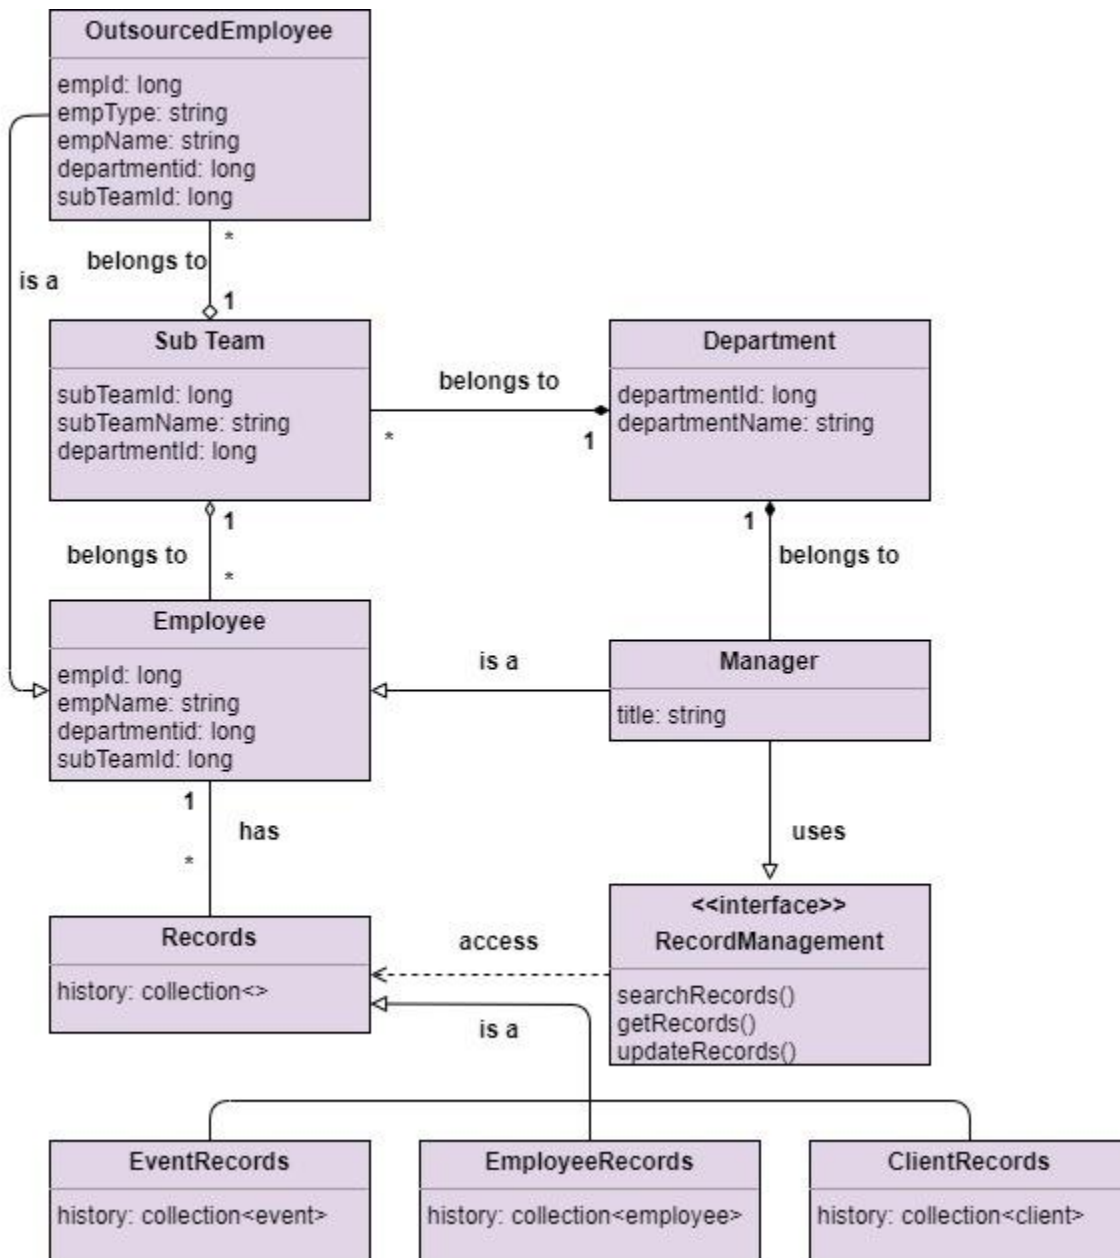 OutsourcedEmployee
empId: long
empType: string
empName: string
departmentid: long
subTeamId: long
*
belongs to
is a
1
Sub Team
subTeamId: long
subTeamName: string
departmentId: long
belongs to
*
1
Department
departmentId: long
departmentName: string
1
belongs to
*
1
belongs to
Employee
empId: long
empName: string
departmentid: long
subTeamId: long
is a
Manager
title: string
1
has
*
uses
Records
history: collection<>
access
<<interface>>
RecordManagement
searchRecords()
getRecords()
updateRecords()
is a
EventRecords
history: collection<event>
EmployeeRecords
history: collection<employee>
ClientRecords
history: collection<client>